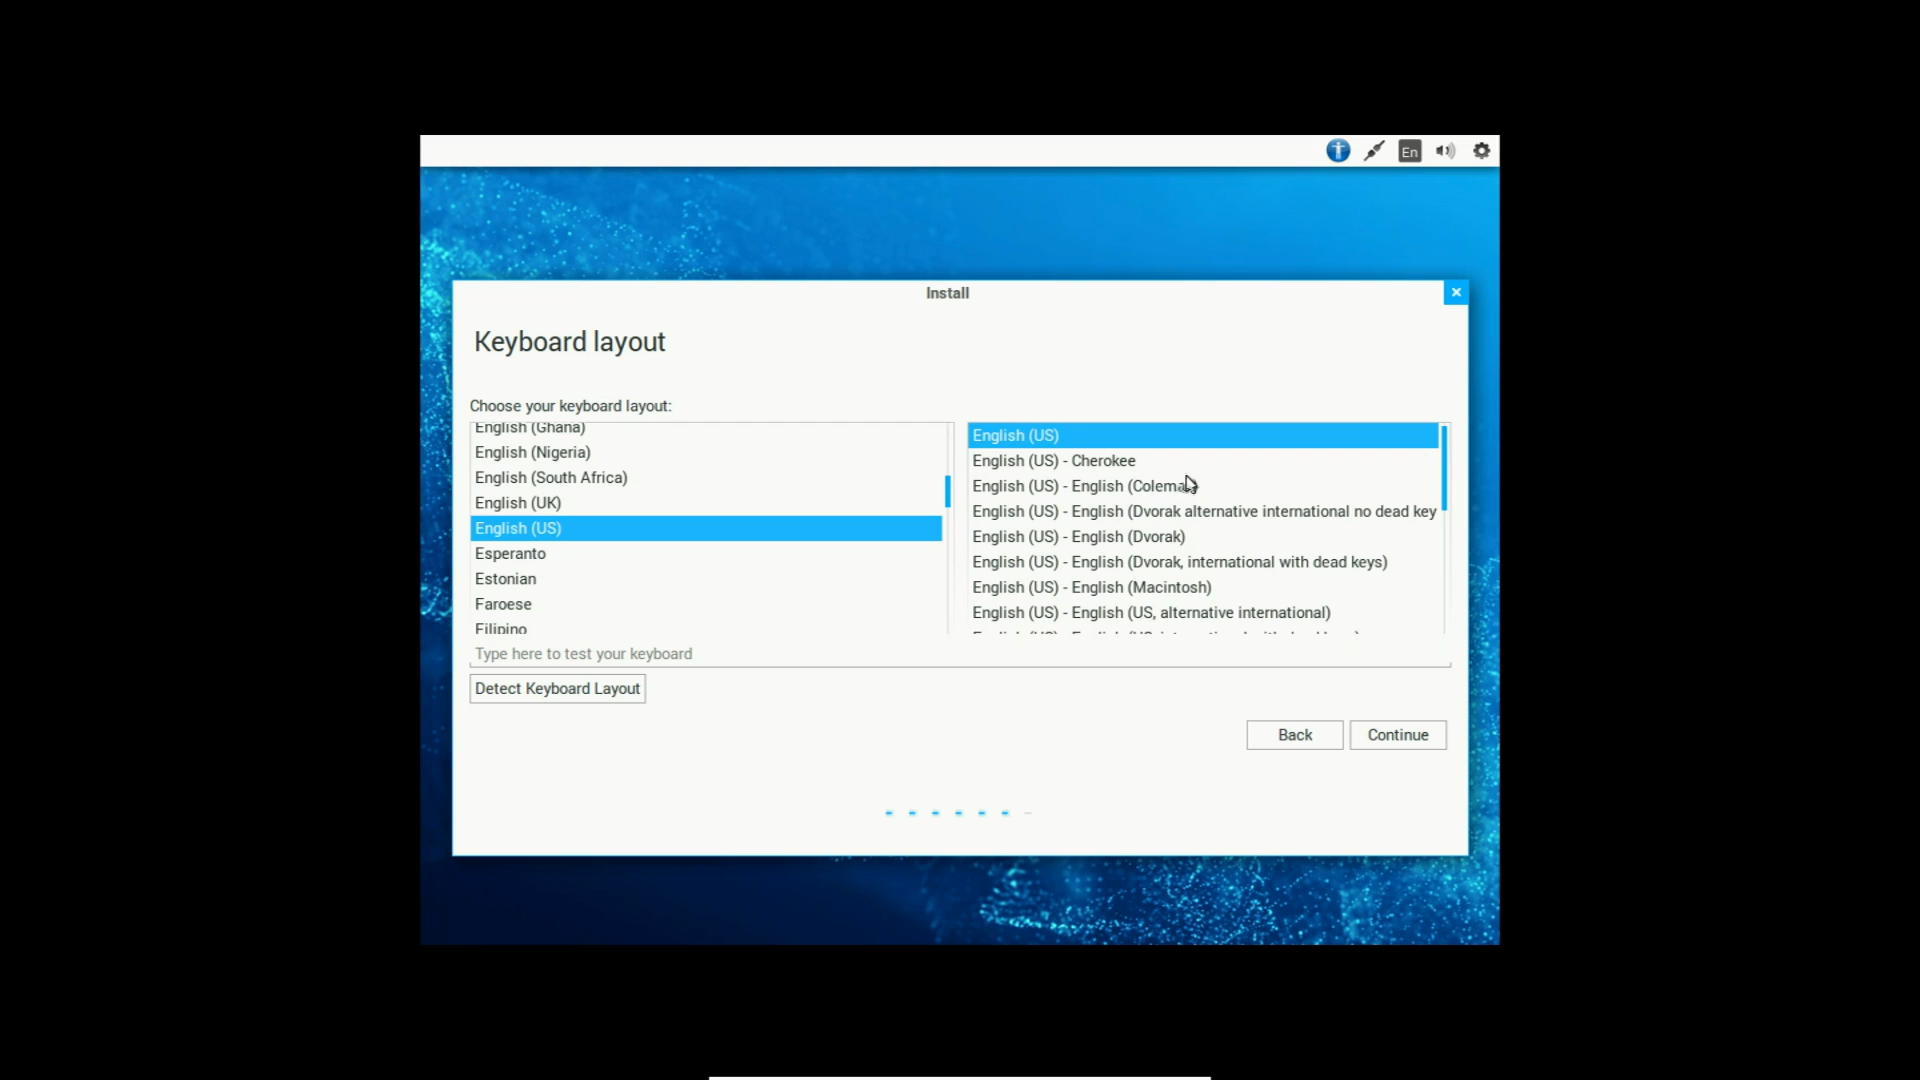 En
Install
Keyboard layout
Choose your keyboard layout:
English (Ghana)
English (Nigeria)
English (South Africa)
English (UK)
English (US)
Esperanto
Estonian
Faroese
Filipino
English (US)
English (US) - Cherokee
English (US) - English
English (US) - English (Dvorak alternative international no dead key
English (US) - English (Dvorak)
English (US) - English (Dvorak, international with dead keys)
English (US) - English (Macintosh)
English (US) - English (US, alternative international)
Type here to test your keyboard
Detect Keyboard Layout
Back
Continue